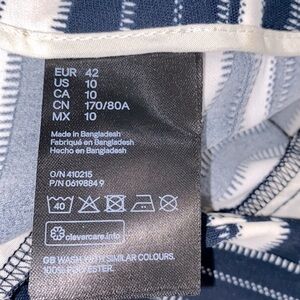 EUR 42
US 10
CA 10
CN 170/80A
MX 10
Made in Bangladesh
Fabriqué en Bangladesh
Hecho en Bangladesh
O/N 410215
P/N 0619884 9
40
clevercare.info
GB WASH WITH SIMILAR COLOURS.
100% POLYESTER.